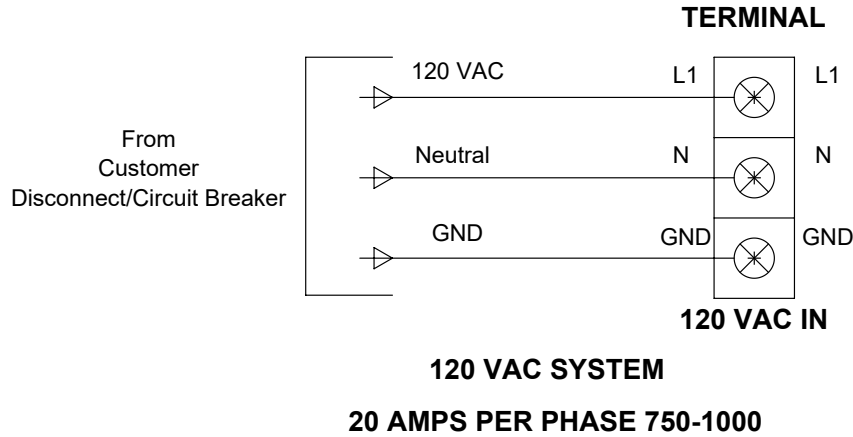 TERMINAL
120 VAC
L1
L1
From
Customer
Disconnect/Circuit Breaker
Neutral
N
N
GND
GND
GND
120 VAC IN
120 VAC SYSTEM
20 AMPS PER PHASE 750-1000